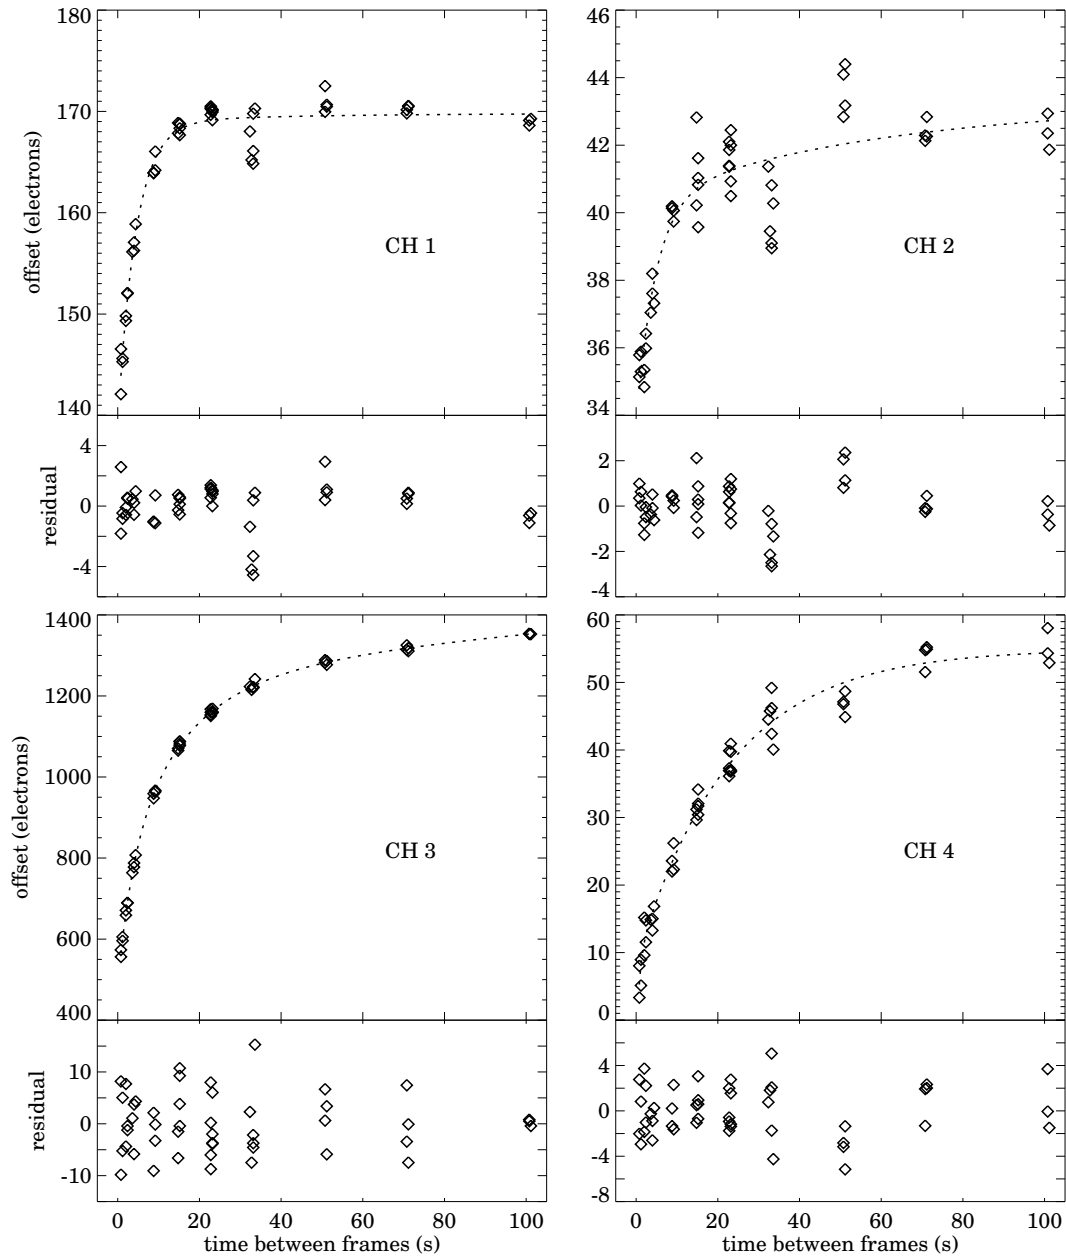 180 46
170 44
160 42
150 40
140 38
36
34
offset (electrons)
CH 1 CH 2
4 2
0 0
-4 -2
-4
residual
1400 60
1200 50
1000 40
800 30
600 20
400 10
0
offset (electrons)
CH 3 CH 4
10 4
0 0
-10 -4
-8
residual
0 20 40 60 80 100 0 20 40 60 80 100
time between frames (s) time between frames (s)